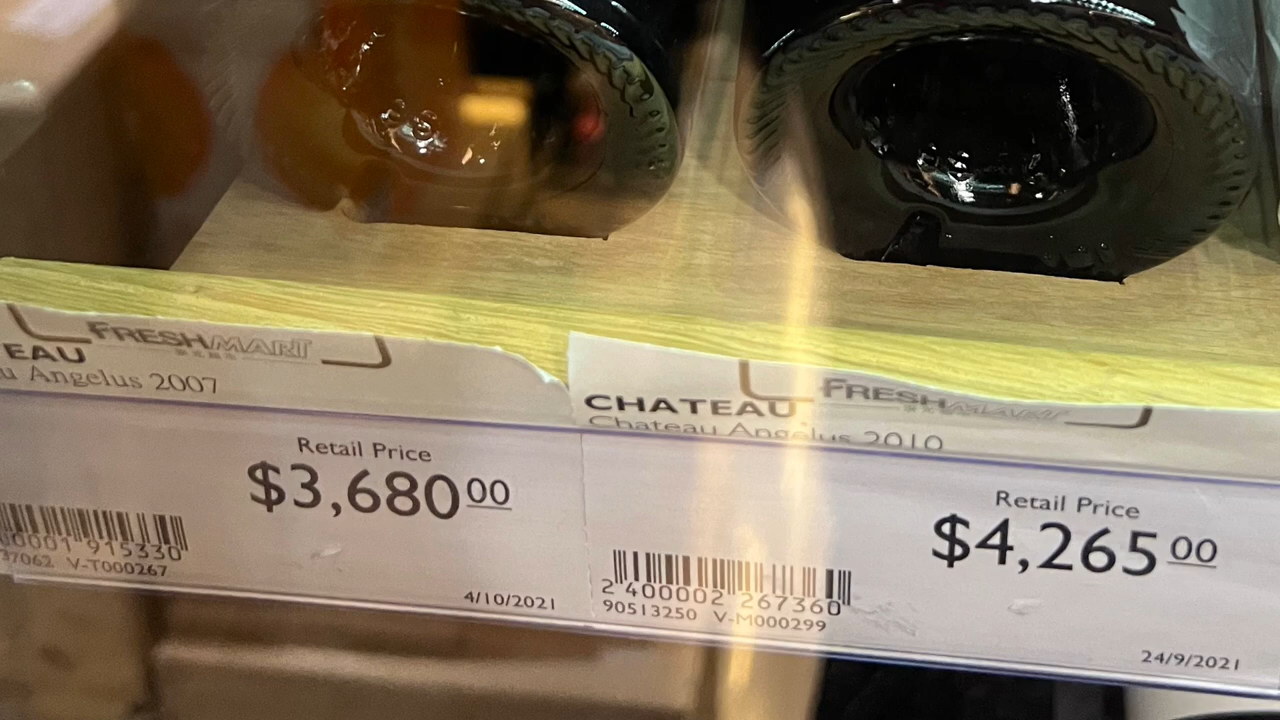 FRESHMART
EAU
u Angelus 2007
Retail Price
$3,680 00
00001 915330
37062 V-T000267
4/10/2021
FRESHMART
CHATEAU
Chateau Angelus 2010
Retail Price
$4,265 00
2 400002 267360
90513250 V-M000299
24/9/2021